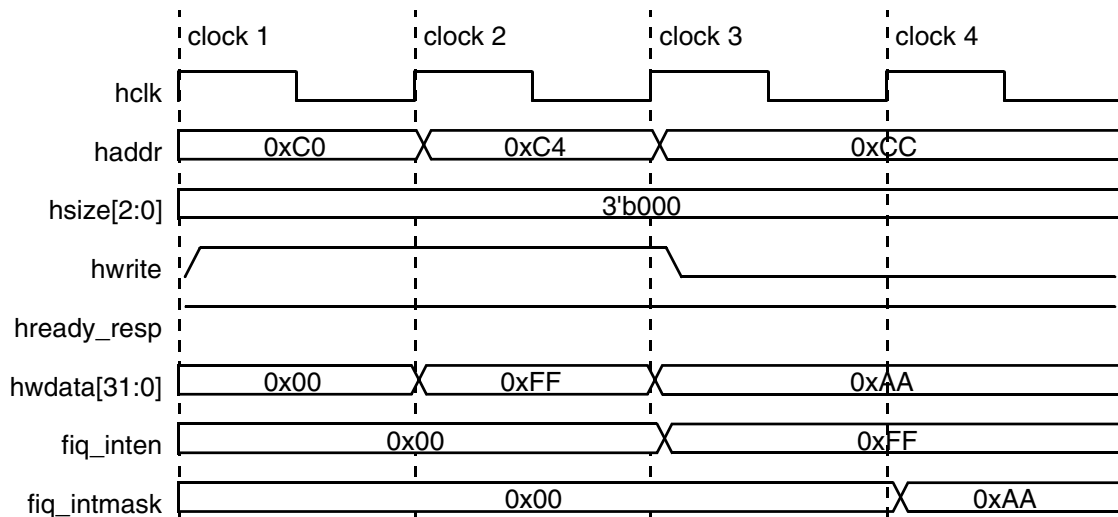 clock 1 clock 2 clock 3 clock 4
hclk
haddr 0xC0 0xC4 0xCC
hsize[2:0] 3'b000
hwrite
hready_resp
hwdata[31:0] 0x00 0xFF 0xAA
fiq_inten 0x00 0xFF
fiq_intmask 0x00 0xAA